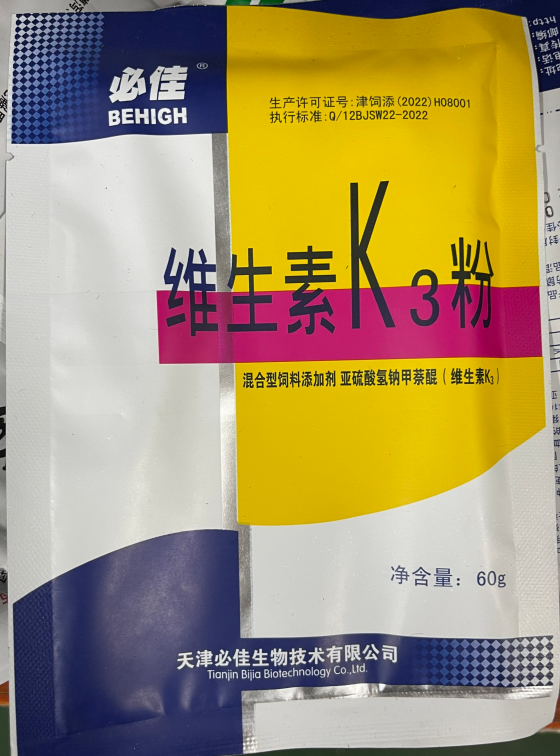 必佳®
BEHIGH
生产许可证号:津饲添(2022)H08001
执行标准:Q/12BJSW22-2022
维生素K3粉
混合型饲料添加剂 亚硫酸氢钠甲萘醌(维生素K3)
净含量: 60g
天津必佳生物技术有限公司
Tianjin Bijia Biotechnology Co.,Ltd.